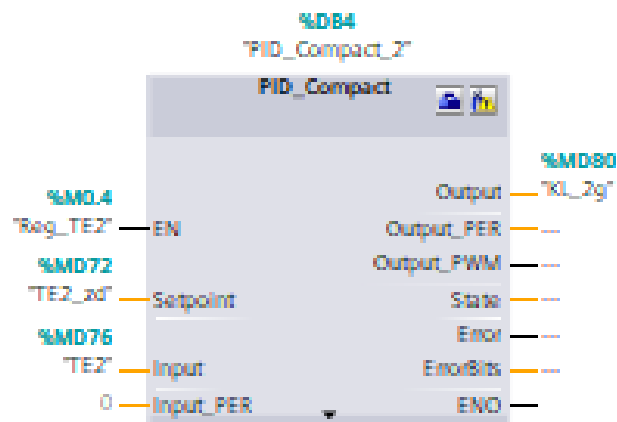 %DB4
"PID_Compact_2"
PID_Compact
%MD80
Output "KL_2g"
%M0.4
"Reg_TE2" EN Output_PER ---
%MD72 Output_PWM ---
"TE2_zd" Setpoint State ---
%MD76 Error ---
"TE2" Input ErrorBits ---
0 Input_PER ENO